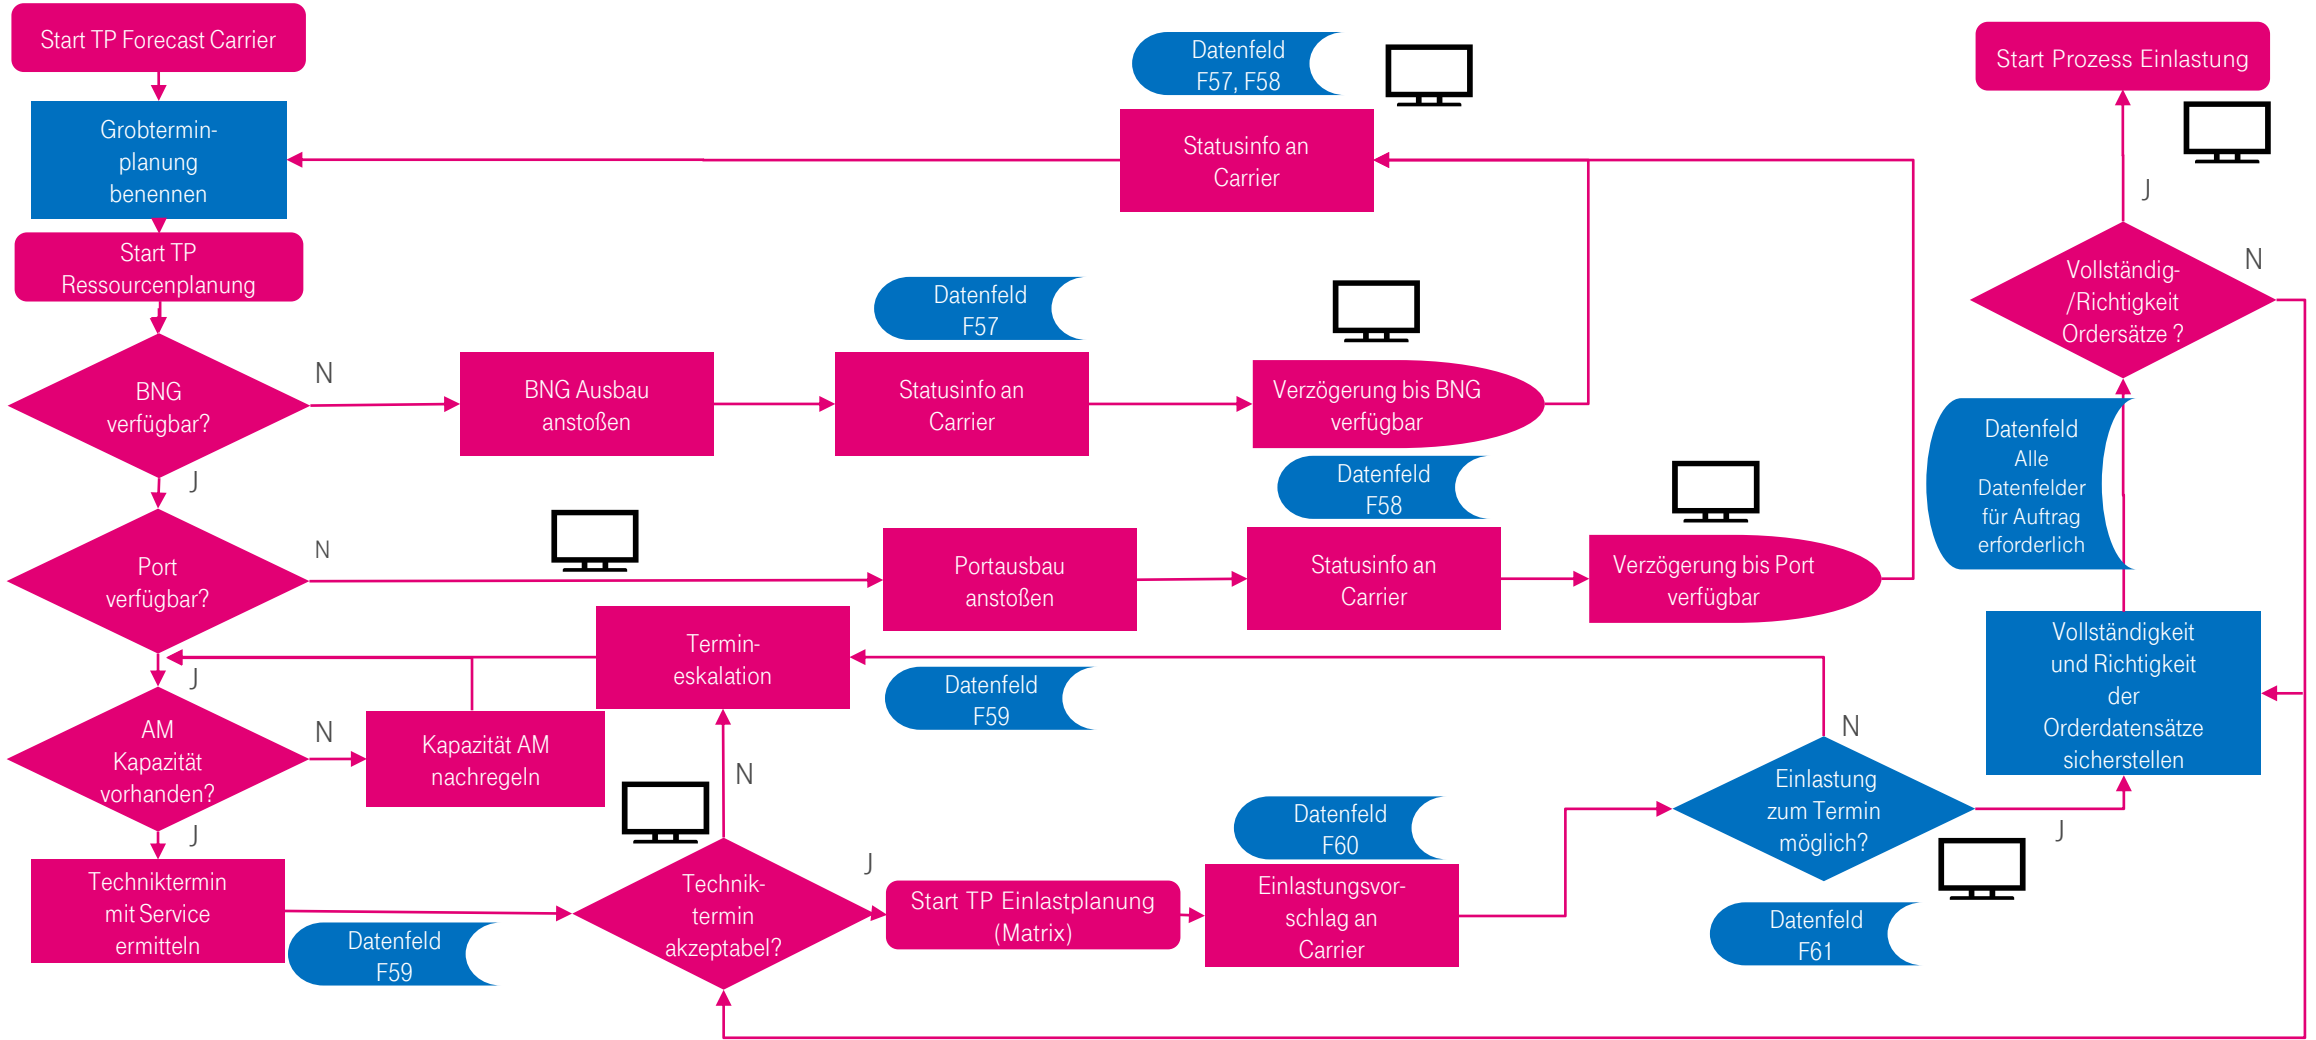 Start TP Forecast Carrier
Grobtermin-
planung
benennen
Start TP
Ressourcenplanung
Datenfeld
F57, F58
Statusinfo an
Carrier
Start Prozess Einlastung
J
Vollständig-
/Richtigkeit
Ordersätze ?
N
BNG
verfügbar?
N
J
BNG Ausbau
anstoßen
Datenfeld
F57
Statusinfo an
Carrier
Verzögerung bis BNG
verfügbar
Datenfeld
Alle
Datenfelder
für Auftrag
erforderlich
Port
verfügbar?
N
J
Portausbau
anstoßen
Datenfeld
F58
Statusinfo an
Carrier
Verzögerung bis Port
verfügbar
Vollständigkeit
und Richtigkeit
der
Orderdatensätze
sicherstellen
Termin-
eskalation
Datenfeld
F59
AM
Kapazität
vorhanden?
N
J
Kapazität AM
nachregeln
N
Techniktermin
mit Service
ermitteln
Datenfeld
F59
Technik-
termin
akzeptabel?
J
Start TP Einlastplanung
(Matrix)
Datenfeld
F60
Einlastungsvor-
schlag an
Carrier
N
Einlastung
zum Termin
möglich?
J
Datenfeld
F61